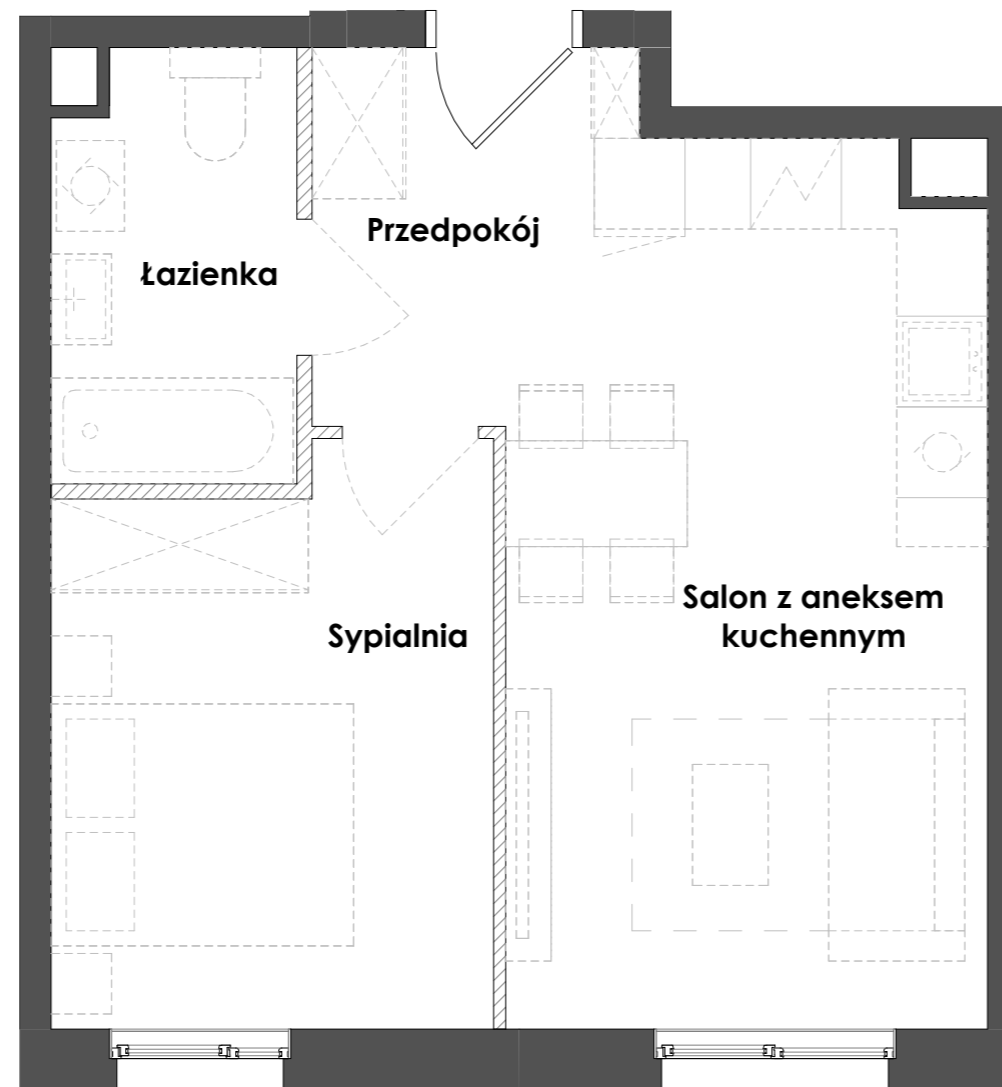 Przedpokój
Łazienka
Salon z aneksem
kuchennym
Sypialnia